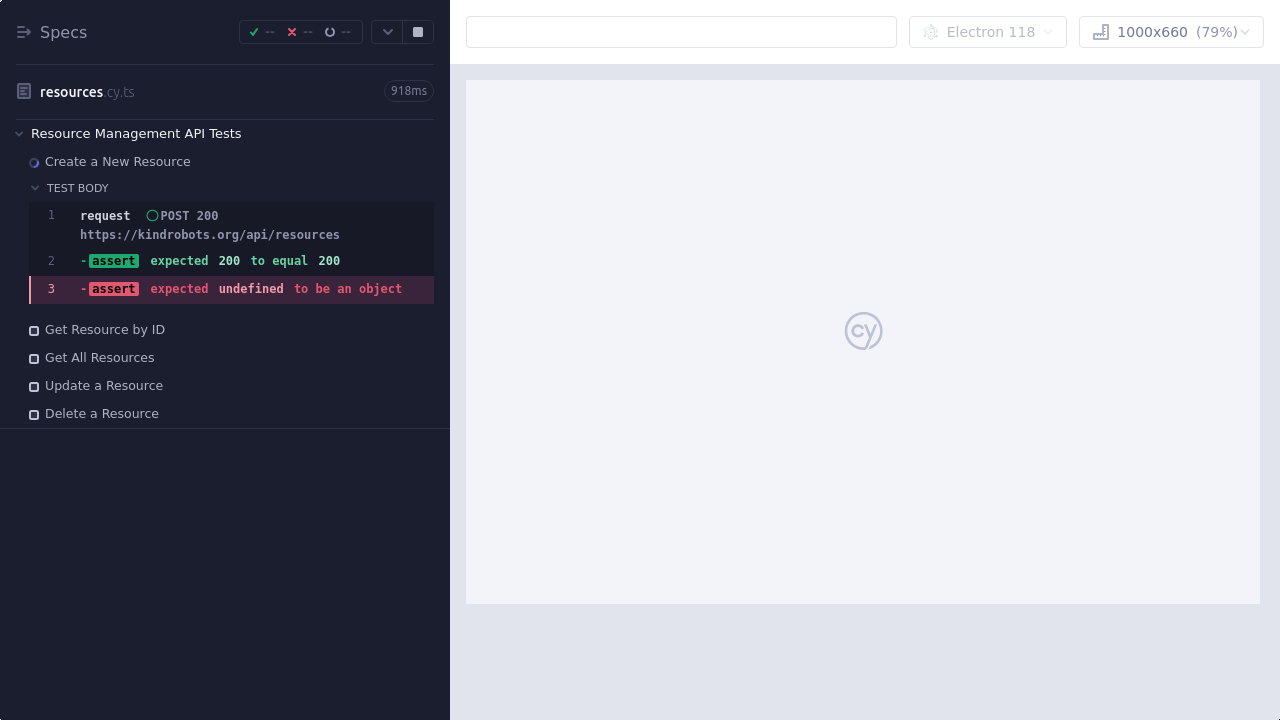 Specs
--
--
--
Electron 118
1000x660 (79%)
resources.cy.ts
918ms
Resource Management API Tests
Create a New Resource
TEST BODY
1 request POST 200
https://kindrobots.org/api/resources
2 -assert expected 200 to equal 200
3 -assert expected undefined to be an object
Get Resource by ID
Get All Resources
Update a Resource
Delete a Resource
cy